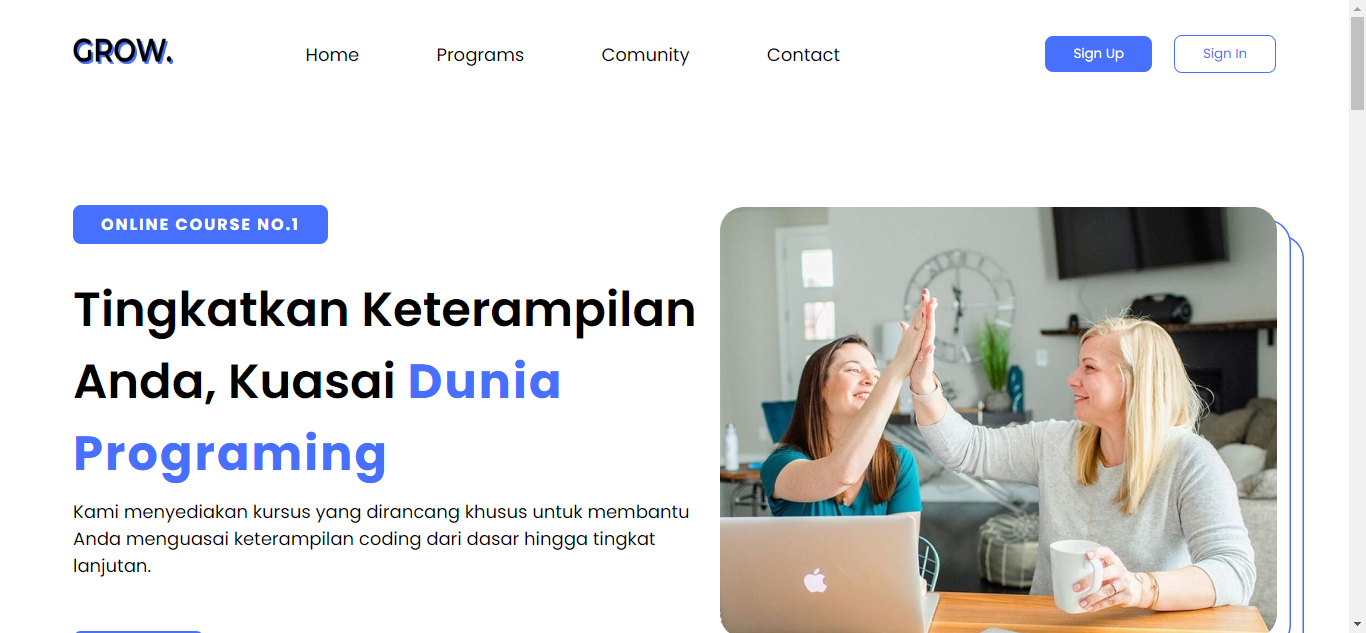 GROW.
Home
Programs
Comunity
Contact
Sign Up
Sign In
ONLINE COURSE NO.1
Tingkatkan Keterampilan
Anda, Kuasai Dunia
Programing
Kami menyediakan kursus yang dirancang khusus untuk membantu
Anda menguasai keterampilan coding dari dasar hingga tingkat
lanjutan.